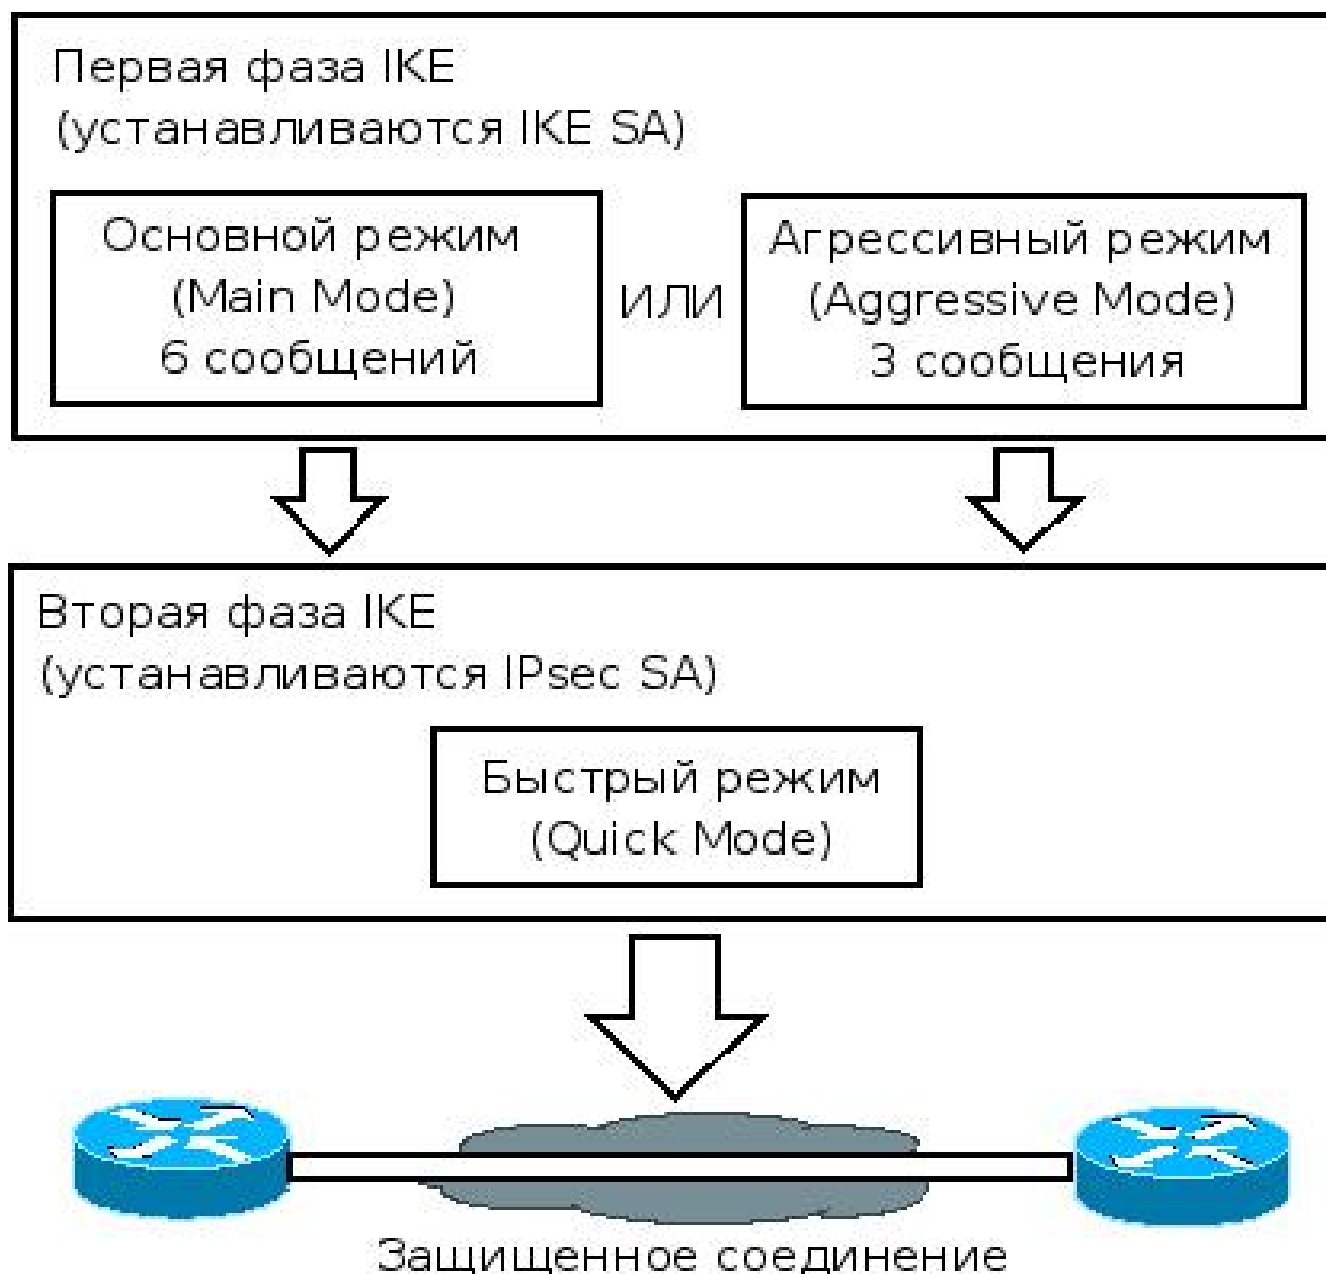 Первая фаза IKE
(устанавливаются IKE SA)
Основной режим
(Main Mode)
6 сообщений
ИЛИ
Агрессивный режим
(Aggressive Mode)
3 сообщения
Вторая фаза IKE
(устанавливаются IPsec SA)
Быстрый режим
(Quick Mode)
Защищенное соединение